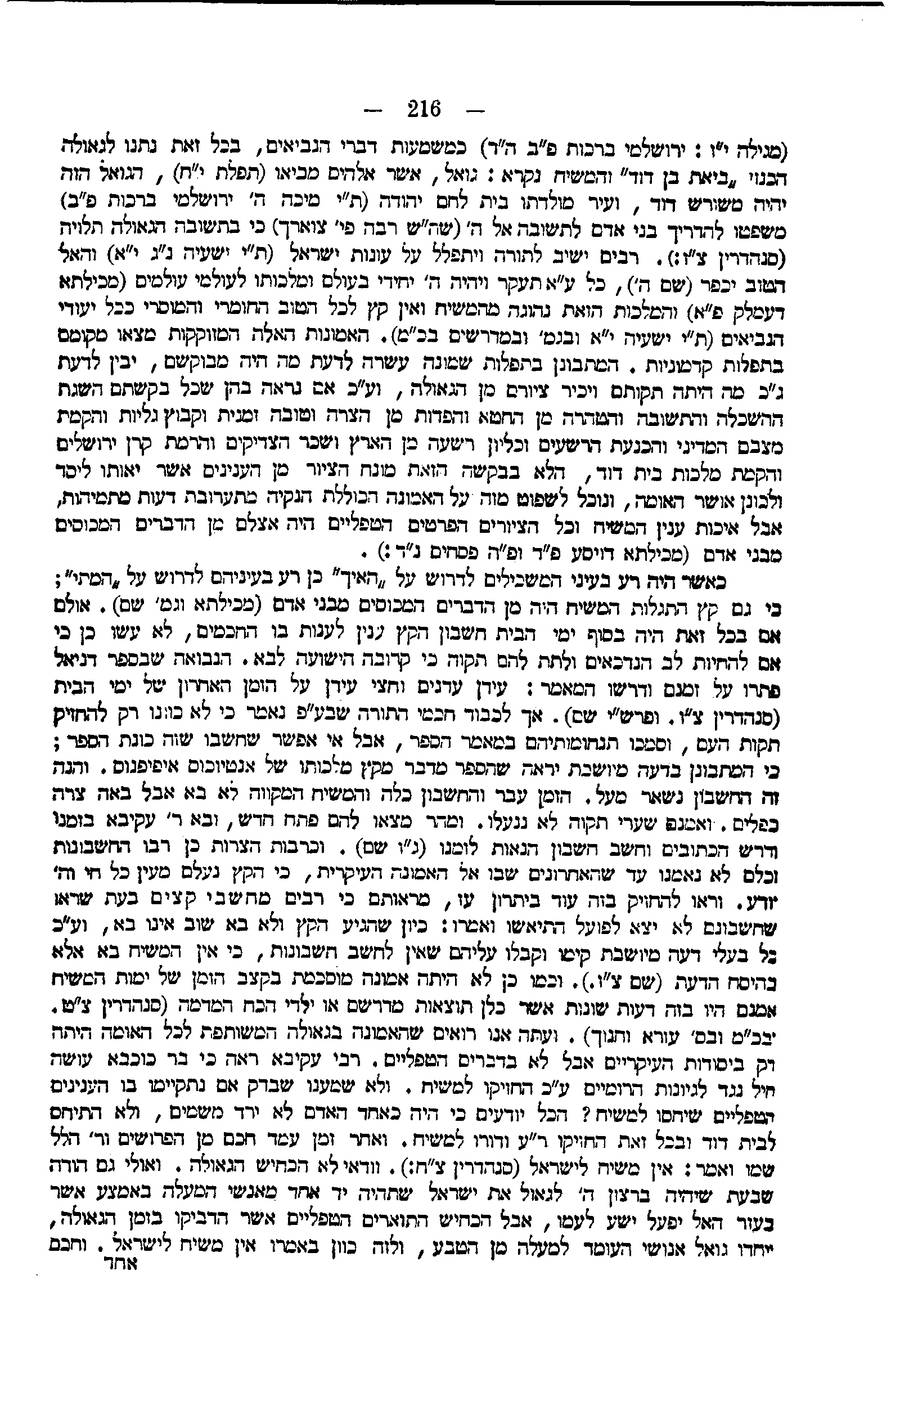 — 216 —
(מגילה י״ז : ירושלמי ברכות פ״ב ה״ד) כמשמעות דברי הנביאים, בכל זאת נתנו לגאולה
הכנוי „ביאת בן דוד״ והמשיח נקרא : גואל, אשר אלהים מביאו (תפלת י״ח), הגואל הזה
יהיה משורש דוד, ועיר מולדתו בית לחם יהודה (ת״י מיכה ה׳ ירושלמי ברכות פ״ב)
משפטו להדריך בני אדם לתשובה אל ה׳ (שה״ש רבה פי׳ צוארך) כי בתשובה הגאולה תלויה
(סנהדרין צ״ז:). רבים ישיב לתורה ויתפלל על עונות ישראל (ת״י ישעיה נ״ג י״א) והאל
הטוב יכפר (שם ה׳), כל ע״א תעקר ויהיה ה׳ יחידי בעולם ומלכותו לעולמי עולמים (מכילתא
דעמלק פ״א) והמלכות הזאת נהוגה מהמשיח ואין קץ לכל הטוב החומרי והמוסרי ככל יעודי
הנביאים (ת״י ישעיה י״א ובגמ׳ ובמדרשים בכ״מ). האמונות האלה המזוקקות מצאו מקומם
בתפלות קדמוניות. המתבונן בתפלות שמונה עשרה לדעת מה היה מבוקשם, יבין לדעת
ג״כ מה היתה תקותם ויכיר ציורם מן הגאולה, וע״כ אם נראה בהן שכל בקשתם השגת
ההשכלה והתשובה והטהרה מן החטא והפדות מן הצרה וטובה זמנית וקבוץ גליות והקמת
מצבם המדיני והכנעת הרשעים וכליון רשעה מן הארץ ושכר הצדיקים והרמת קרן ירושלים
והקמת מלכות בית דוד, הלא בבקשה הזאת מונח הציור מן הענינים אשר יאותו ליסד
ולכונן אושר האומה, ונוכל לשפוט מזה על האמונה הכוללת הנקיה מתערובת דעות מתמיהות,
אבל איכות ענין המשיח וכל הציורים הפרטים הטפליים היה אצלם מן הדברים המכוסים
מבני אדם (מכילתא דויסע פ״ד ופ״ה פסחים נ״ד:).
כאשר היה רע בעיני המשכילים לדרוש על „האיך״ כן רע בעיניהם לדרוש על „המתי״;
כי גם קץ התגלות המשיח היה מן הדברים המכוסים מבני אדם (מכילתא וגמ׳ שם). אולם
אם בכל זאת היה בסוף ימי הבית חשבון הקץ ענין לענות בו החכמים, לא עשו כן כי
אם להחיות לב הנדכאים ולתת להם תקוה כי קרובה הישועה לבא. הנבואה שבספר דניאל
פתרו על זמנם ודרשו המאמר : עידן עדנים וחצי עידן על הזמן האחרון של ימי הבית
(סנהדרין צ״ז. ופרש״י שם). אך לכבוד חכמי התורה שבע״פ נאמר כי לא כוונו רק להחזיק
תקות העם, וסמכו תנחומותיהם במאמר הספר, אבל אי אפשר שחשבו שזה כונת הספר;
כי המתבונן בדעה מיושבת יראה שהספר מדבר מקץ מלכותו של אנטיוכוס איפיפנוס. והנה
זה החשבון נשאר מעל. הזמן עבר והחשבון כלה והמשיח המקווה לא בא אבל באה צרה
כפלים. ואמנם שערי תקוה לא ננעלו. ומהר מצאו להם פתח חדש, ובא ר׳ עקיבא בזמנו
ודרש הכתובים וחשב חשבון הנאות לזמנו (ג״ז שם). וכרבות הצרות כן רבו החשבונות
וכלם לא נאמנו עד שהאחרונים שבו אל האמונה העיקרית, כי הקץ נעלם מעין כל חי וה׳
יודע. וראו להחזיק בזה עוד ביתרון עז, מראותם כי רבים מחשבי קצים בעת שראו
שחשבונם לא יצא לפועל התיאשו ואמרו : כיון שהגיע הקץ ולא בא שוב אינו בא, וע״כ
כל בעלי דעה מיושבת קימו וקבלו עליהם שאין לחשב חשבונות, כי אין המשיח בא אלא
בהיסח הדעת (שם צ״ז.). וכמו כן לא היתה אמונה מוסכמת בקצב הזמן של ימות המשיח
אמנם היו בזה דעות שונות אשר כלן תוצאות מדרשם או ילדי הכח המדמה (סנהדרין צ״ט.
ובכ״מ ובס׳ עזרא וחנוך). ועתה אנו רואים שהאמונה בגאולה המשותפת לכל האומה היתה
רק ביסודות העיקריים אבל לא בדברים הטפליים. רבי עקיבא ראה כי בר כוכבא עושה
חיל נגד לגיונות הרומיים ע״כ החזיקו למשיח. ולא שמענו שבדק אם נתקיימו בו הענינים
הטפליים שיחסו למשיח? הכל יודעים כי היה כאחד האדם לא ירד משמים, ולא התיחס
לבית דוד ובכל זאת החזיקו ר״ע ודורו למשיח. ואחר זמן עמד חכם מן הפרושים ור׳ הלל
שמו ואמר : אין משיח לישראל (סנהדרין צ״ח:). וודאי לא הכחיש הגאולה. ואולי גם הודה
שבעת שיהיה ברצון ה׳ לגאול את ישראל שתהיה יד אחד מאנשי המעלה באמצע אשר
בעזר האל יפעל ישע לעמו, אבל הכחיש התוארים הטפליים אשר הדביקו בזמן הגאולה,
ייחדו גואל אנושי העומד למעלה מן הטבע, ולזה כוון באמרו אין משיח לישראל. וחכם
אחד